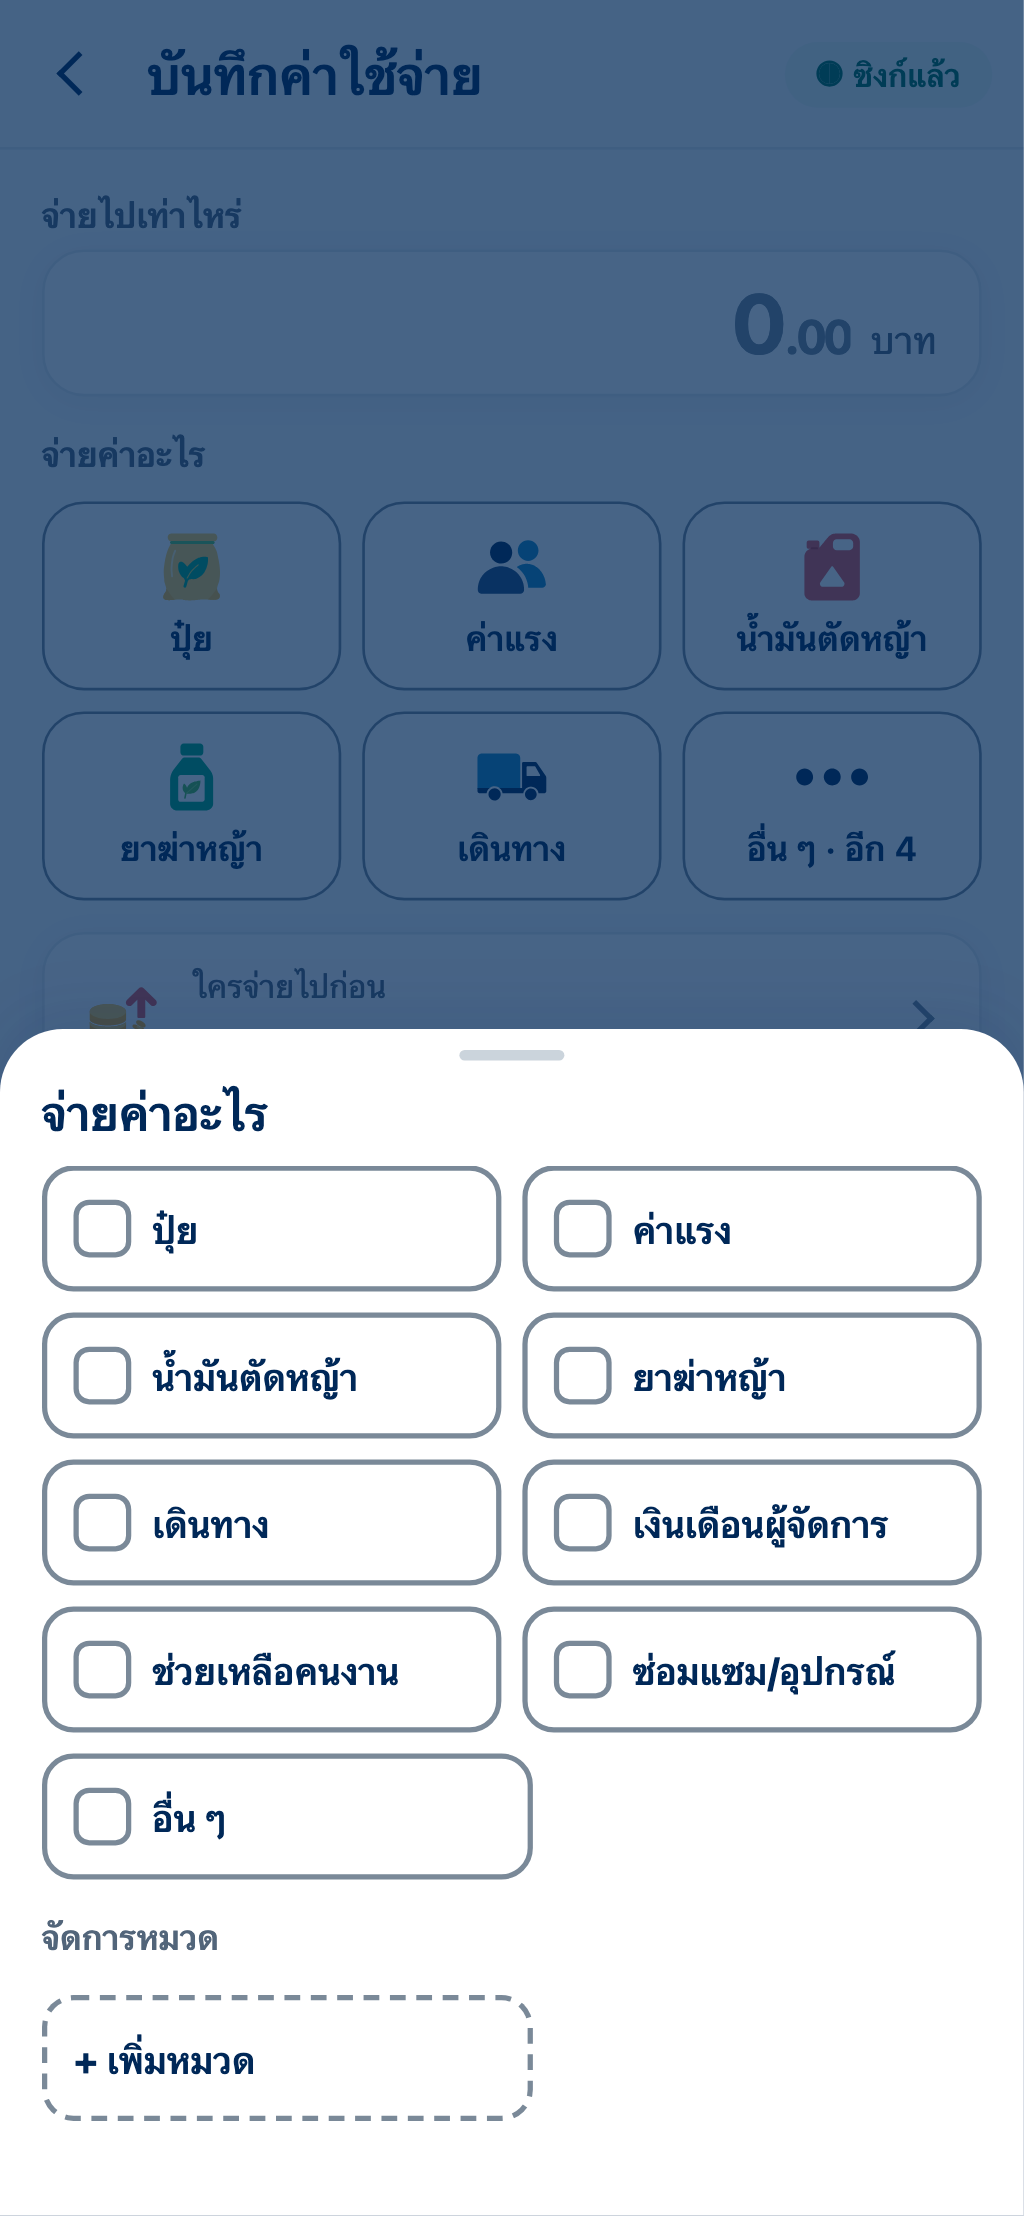 บันทึกค่าใช้จ่าย
ซิงก์แล้ว
จ่ายไปเท่าไหร่
0.00 บาท
จ่ายค่าอะไร
ปุ๋ย
ค่าแรง
น้ำมันตัดหญ้า
ยาฆ่าหญ้า
เดินทาง
อื่น ๆ · อีก 4
ใครจ่ายไปก่อน
จ่ายค่าอะไร
ปุ๋ย
ค่าแรง
น้ำมันตัดหญ้า
ยาฆ่าหญ้า
เดินทาง
เงินเดือนผู้จัดการ
ช่วยเหลือคนงาน
ซ่อมแซม/อุปกรณ์
อื่น ๆ
จัดการหมวด
+ เพิ่มหมวด